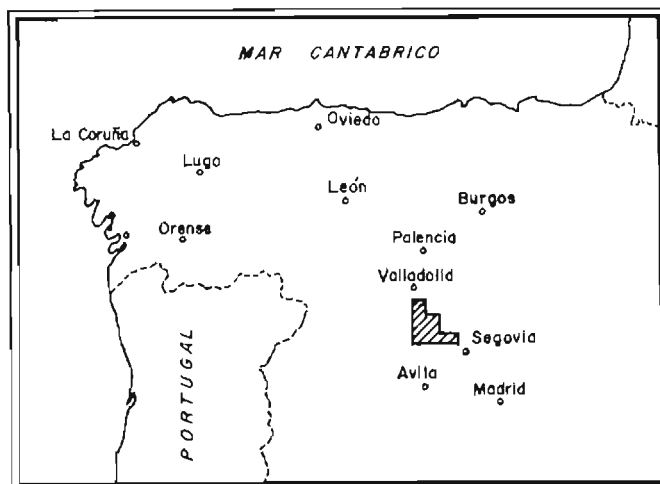 MAR CANTABRICO
La Coruña
Oviedo
Lugo
León
Burgos
Orense
Palencia
Valladolid
Segovia
Avila
Madrid
PORTUGAL